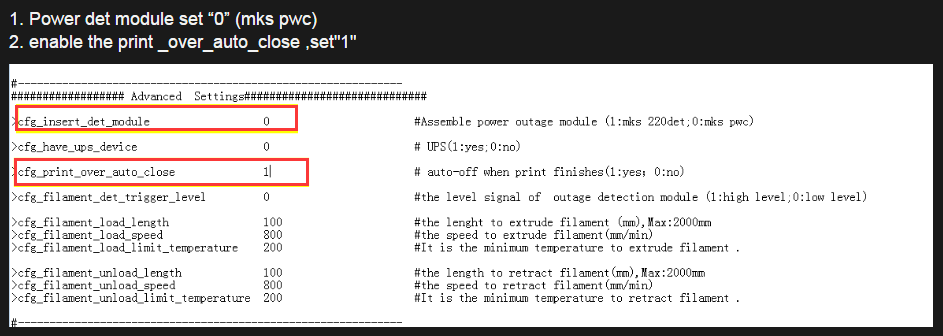 1. Power det module set “0” (mks pwc)
2. enable the print _over_auto_close ,set"1"
#------------------------------------------------------------
################## Advanced Settings#############################
>cfg_insert_det_module 0 #Assemble power outage module (1:mks 220det;0:mks pwc)
>cfg_have_ups_device 0 # UPS(1:yes;0:no)
>cfg_print_over_auto_close 1 # auto-off when print finishes(1:yes; 0:no)
>cfg_filament_det_trigger_level 0 #the level signal of outage detection module (1:high level;0:low level)
>cfg_filament_load_length 100 #the lenght to extrude filament (mm),Max:2000mm
>cfg_filament_load_speed 800 #the speed to extrude filament(mm/min)
>cfg_filament_load_limit_temperature 200 #It is the minimum temperature to extrude filament .
>cfg_filament_unload_length 100 #the length to retract filament(mm),Max:2000mm
>cfg_filament_unload_speed 800 #the speed to retract filament(mm/min)
>cfg_filament_unload_limit_temperature 200 #It is the minimum temperature to retract filament .
#------------------------------------------------------------